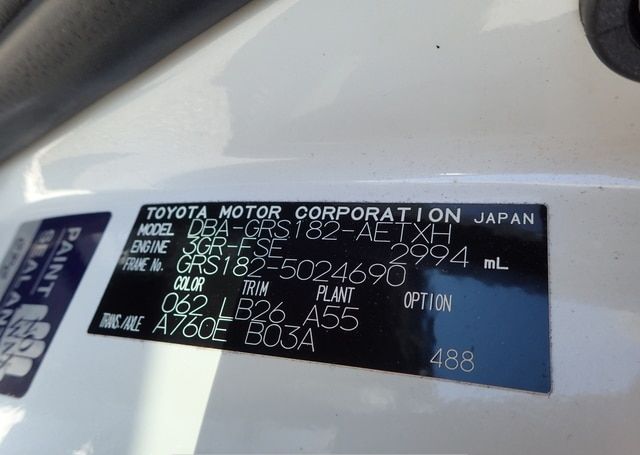 TOYOTA MOTOR CORPORATION JAPAN
MODEL DBA-GRS182-AETXH
ENGINE 3GR-FSE 2994 mL
FRAME No. GRS182-5024690
COLOR TRIM PLANT OPTION
062 LB26 A55
TRANS./AXLE A760E B03A
488
PAINT
SEALANT